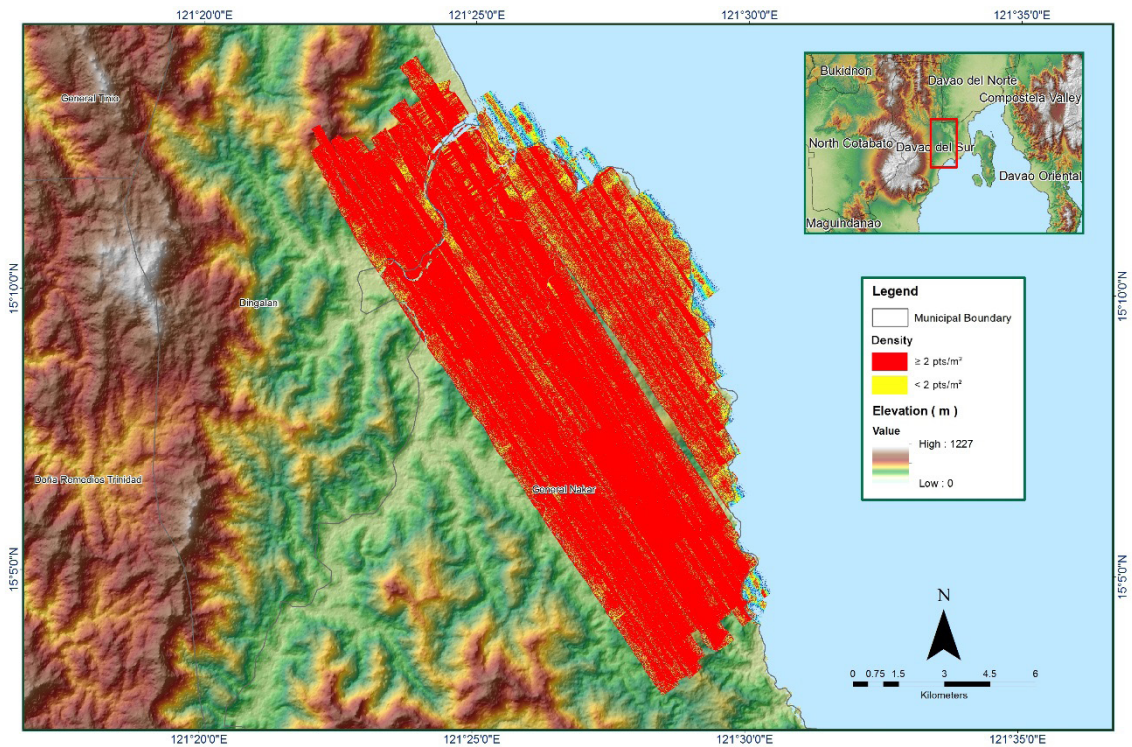 121°20'0"E
121°25'0"E
121°30'0"E
121°35'0"E
General Tinio
Dingalan
Doña Remedios Trinidad
General Nakar
15°10'0"N
15°5'0"N
15°10'0"N
15°5'0"N
Bukidnon
Davao del Norte
Compostela Valley
North Cotabato
Davao del Sur
Davao Oriental
Maguindanao
Legend
Municipal Boundary
Density
≥ 2 pts/m²
< 2 pts/m²
Elevation ( m )
Value
High : 1227
Low : 0
N
0 0.75 1.5 3 4.5 6
Kilometers
121°20'0"E
121°25'0"E
121°30'0"E
121°35'0"E